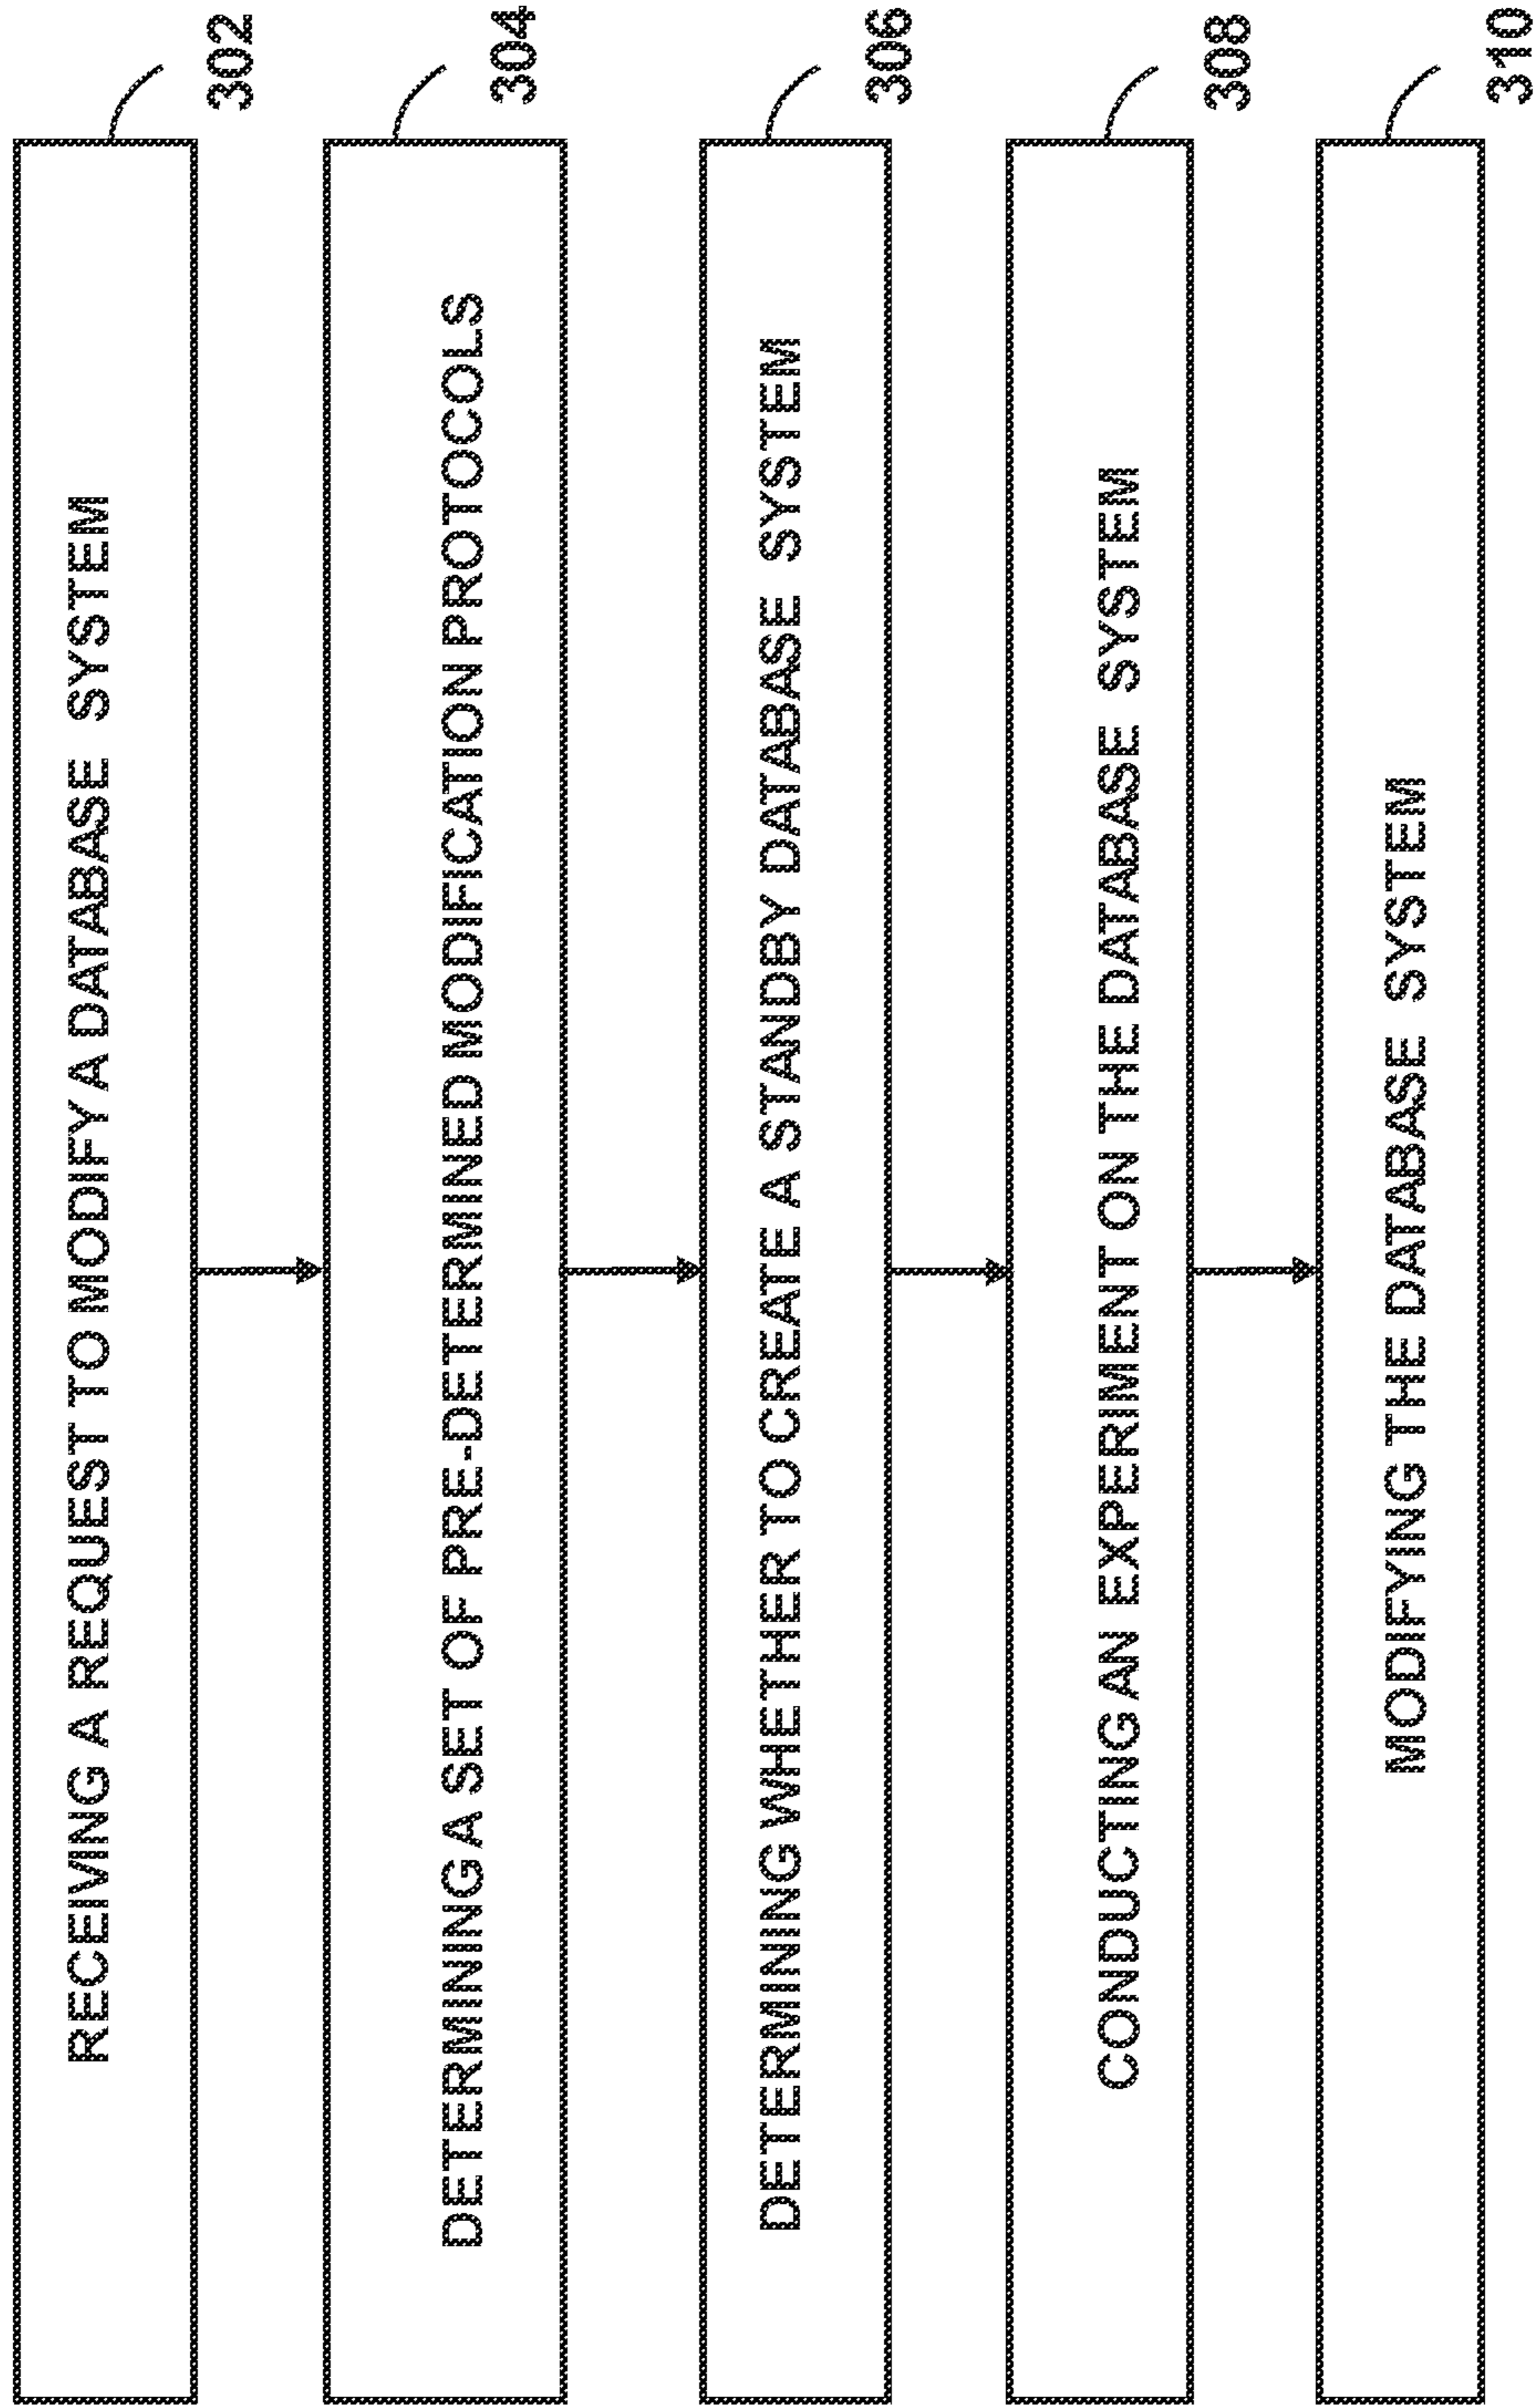 RECEIVING A REQUEST TO MODIFY A DATABASE SYSTEM
302
DETERMINING A SET OF PRE-DETERMINED MODIFICATION PROTOCOLS
304
DETERMINING WHETHER TO CREATE A STANDBY DATABASE SYSTEM
306
CONDUCTING AN EXPERIMENT ON THE DATABASE SYSTEM
308
MODIFYING THE DATABASE SYSTEM
310